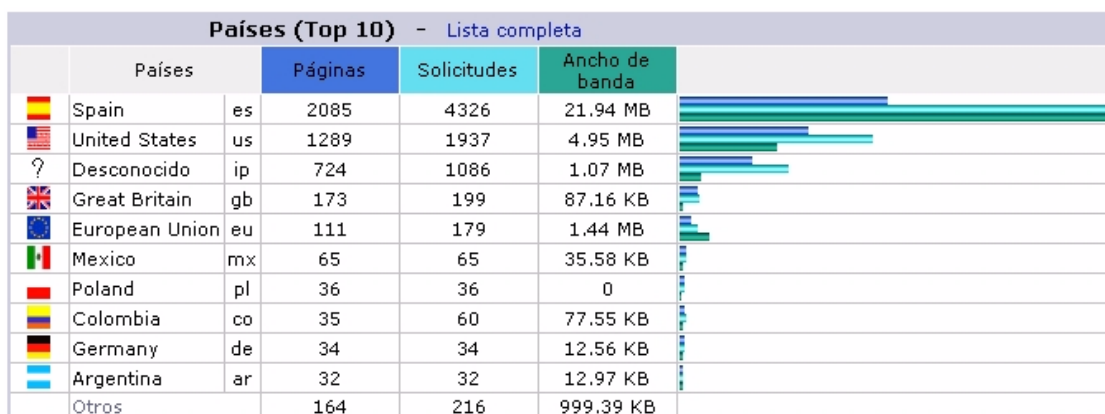 Países (Top 10) - Lista completa
Países Páginas Solicitudes Ancho de banda
Spain es 2085 4326 21.94 MB
United States us 1289 1937 4.95 MB
? Desconocido ip 724 1086 1.07 MB
Great Britain gb 173 199 87.16 KB
European Union eu 111 179 1.44 MB
Mexico mx 65 65 35.58 KB
Poland pl 36 36 0
Colombia co 35 60 77.55 KB
Germany de 34 34 12.56 KB
Argentina ar 32 32 12.97 KB
Otros 164 216 999.39 KB